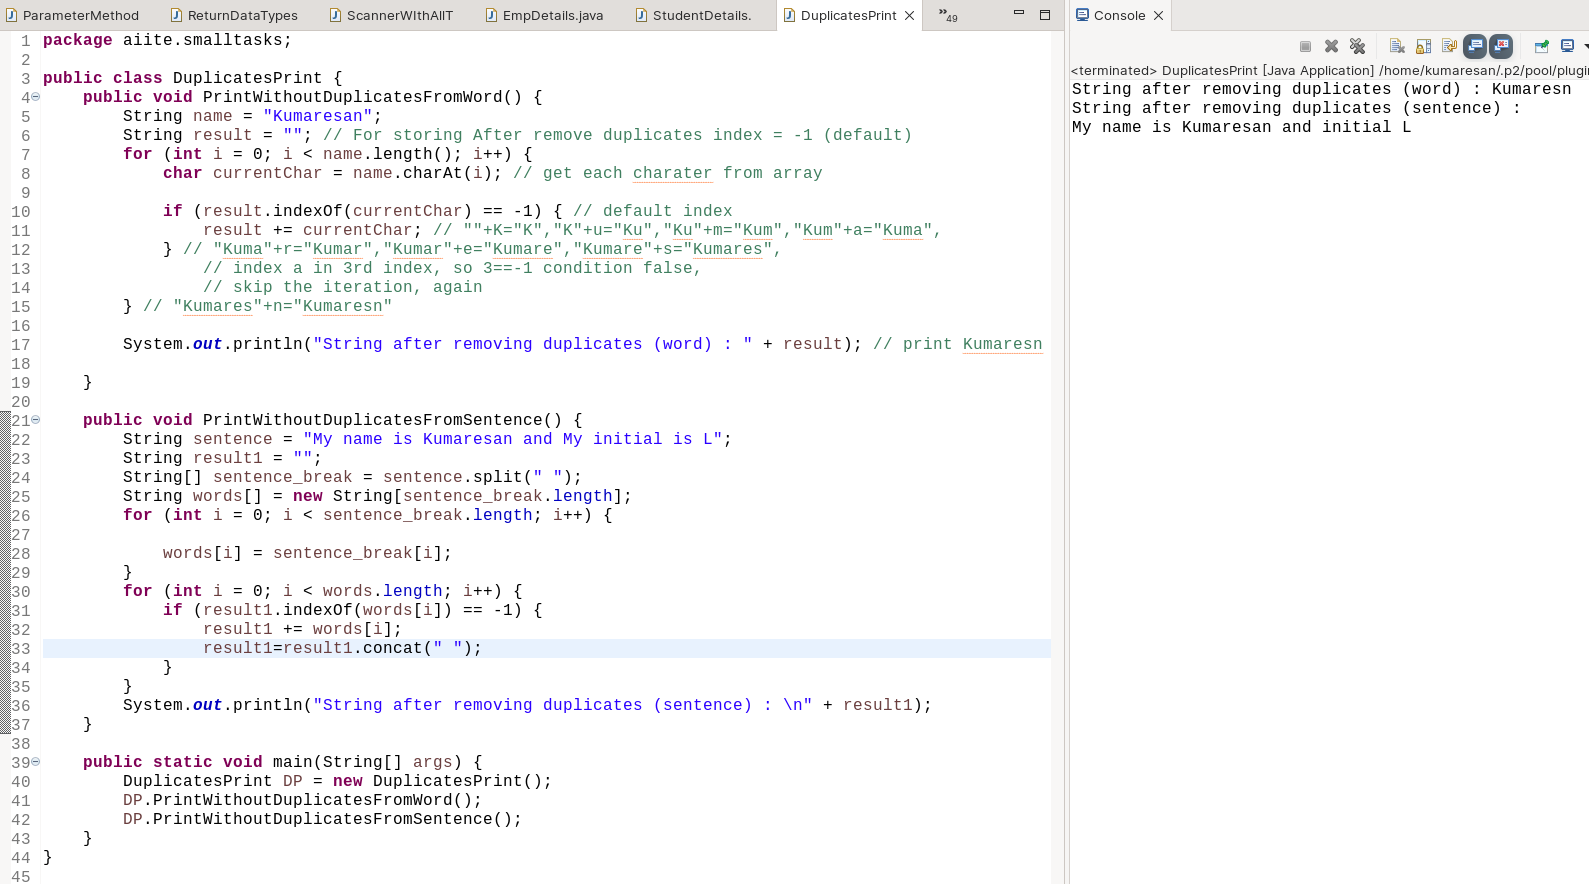 ParameterMethod ReturnDataTypes ScannerWIthAllT EmpDetails.java StudentDetails. DuplicatesPrint »49
1 package aiite.smalltasks;
2
3 public class DuplicatesPrint {
4     public void PrintWithoutDuplicatesFromWord() {
5         String name = "Kumaresan";
6         String result = ""; // For storing After remove duplicates index = -1 (default)
7         for (int i = 0; i < name.length(); i++) {
8             char currentChar = name.charAt(i); // get each charater from array
9
10             if (result.indexOf(currentChar) == -1) { // default index
11                 result += currentChar; // ""+K="K","K"+u="Ku","Ku"+m="Kum","Kum"+a="Kuma",
12             } // "Kuma"+r="Kumar","Kumar"+e="Kumare","Kumare"+s="Kumares",
13                 // index a in 3rd index, so 3==-1 condition false,
14                 // skip the iteration, again
15         } // "Kumares"+n="Kumaresn"
16
17         System.out.println("String after removing duplicates (word) : " + result); // print Kumaresn
18
19     }
20
21     public void PrintWithoutDuplicatesFromSentence() {
22         String sentence = "My name is Kumaresan and My initial is L";
23         String result1 = "";
24         String[] sentence_break = sentence.split(" ");
25         String words[] = new String[sentence_break.length];
26         for (int i = 0; i < sentence_break.length; i++) {
27
28             words[i] = sentence_break[i];
29         }
30         for (int i = 0; i < words.length; i++) {
31             if (result1.indexOf(words[i]) == -1) {
32                 result1 += words[i];
33                 result1=result1.concat(" ");
34             }
35         }
36         System.out.println("String after removing duplicates (sentence) : \n" + result1);
37     }
38
39     public static void main(String[] args) {
40         DuplicatesPrint DP = new DuplicatesPrint();
41         DP.PrintWithoutDuplicatesFromWord();
42         DP.PrintWithoutDuplicatesFromSentence();
43     }
44 }
45
Console
<terminated> DuplicatesPrint [Java Application] /home/kumaresan/.p2/pool/plugi
String after removing duplicates (word) : Kumaresn
String after removing duplicates (sentence) :
My name is Kumaresan and initial L